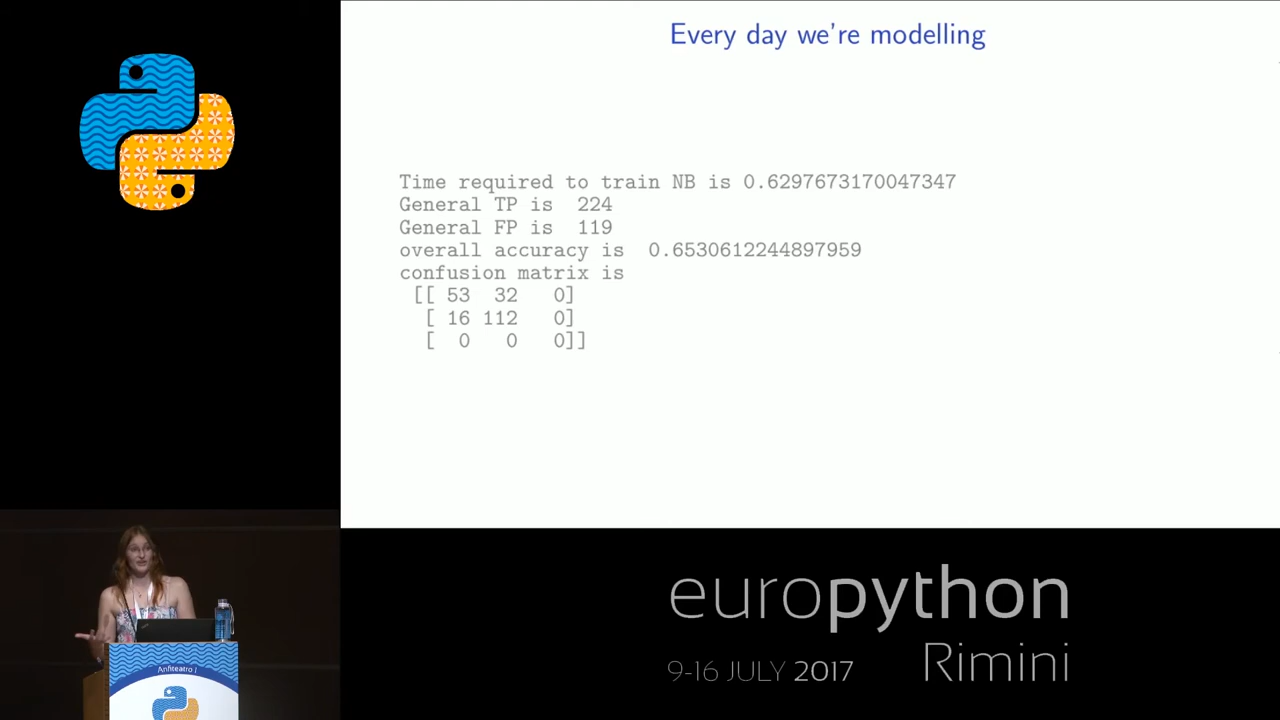 Every day we're modelling
Time required to train NB is 0.6297673170047347
General TP is 224
General FP is 119
overall accuracy is 0.6530612244897959
confusion matrix is
[[ 53 32 0]
[ 16 112 0]
[ 0 0 0]]
Anfiteatro 1
europython
9-16 JULY 2017 Rimini